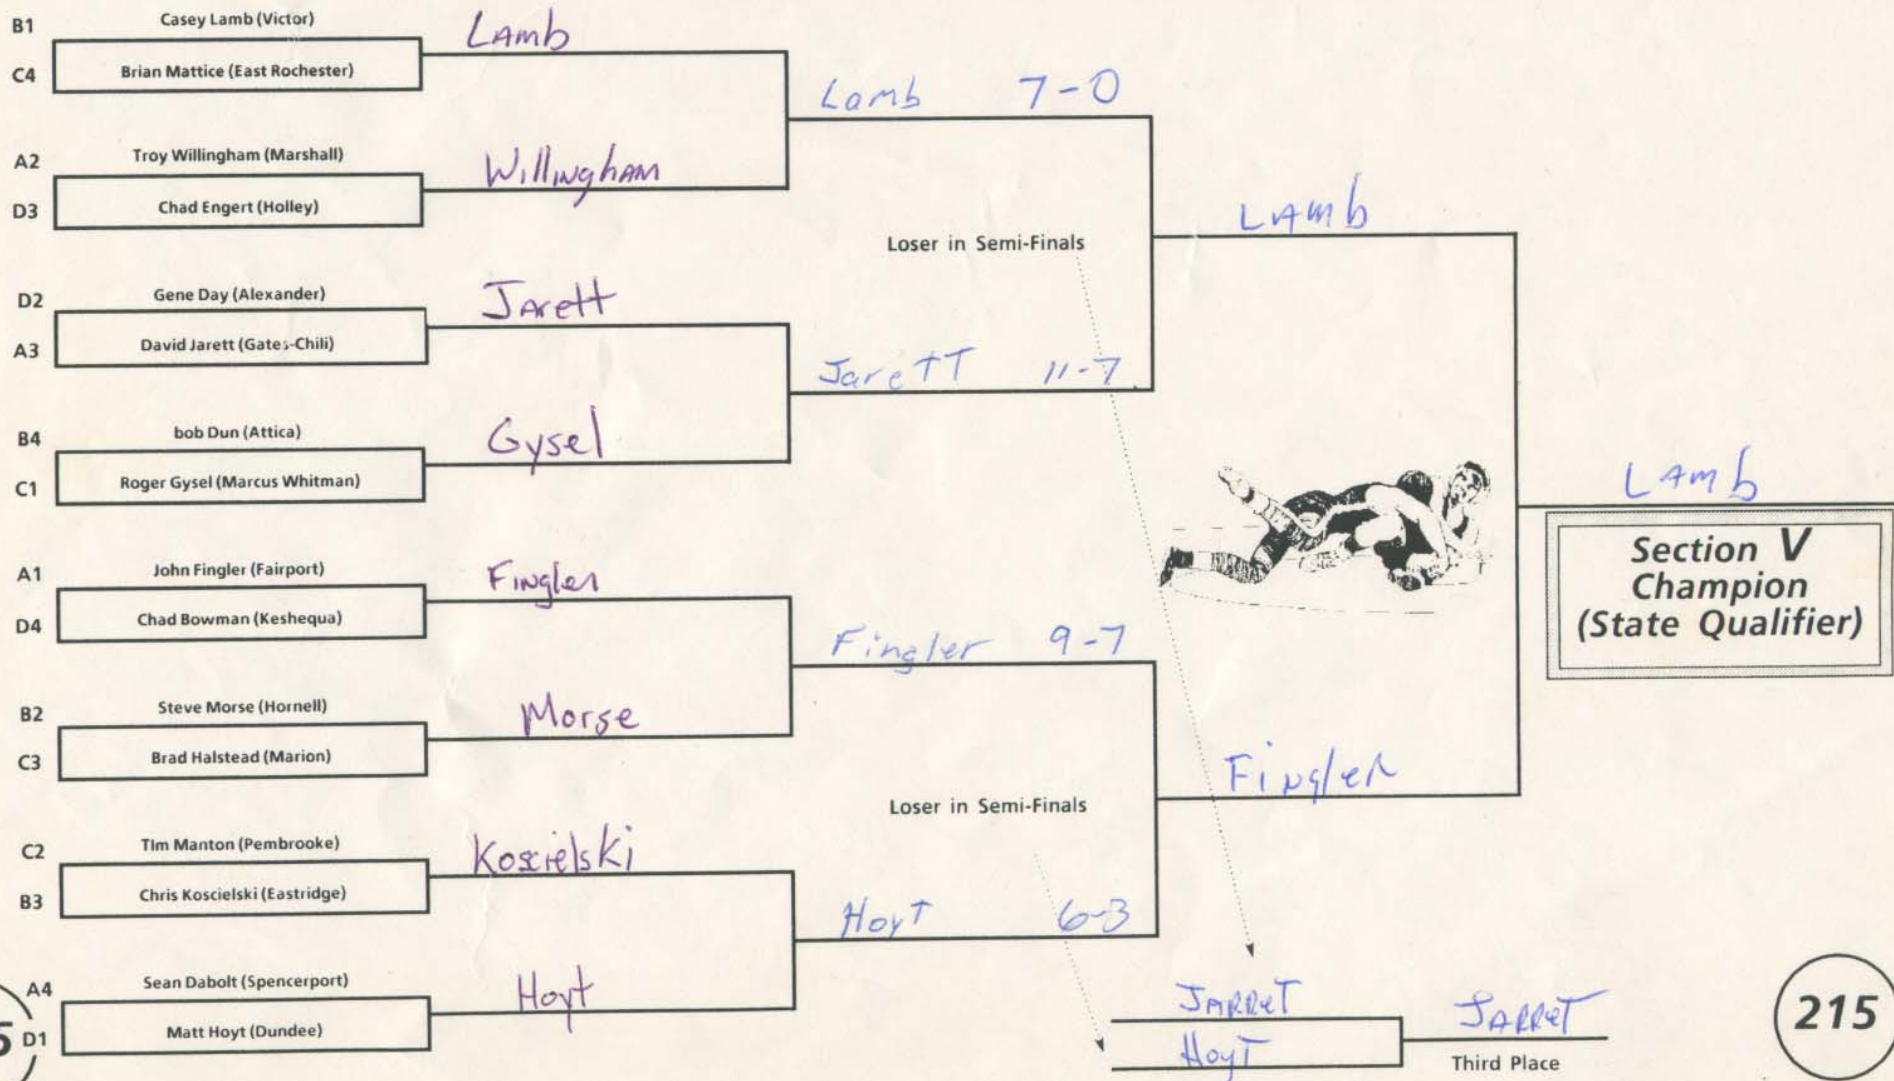 B1 Casey Lamb (Victor)
C4 Brian Mattice (East Rochester)
LAmb
A2 Troy Willingham (Marshall)
D3 Chad Engert (Holley)
WillinghAm
Lamb 7-0
D2 Gene Day (Alexander)
A3 David Jarett (Gates-Chili)
JArett
B4 bob Dun (Attica)
C1 Roger Gysel (Marcus Whitman)
Gysel
JareTT 11-7
Loser in Semi-Finals
LAmb
A1 John Fingler (Fairport)
D4 Chad Bowman (Keshequa)
Fingler
B2 Steve Morse (Hornell)
C3 Brad Halstead (Marion)
Morse
Fingler 9-7
C2 TIm Manton (Pembrooke)
B3 Chris Koscielski (Eastridge)
Koscielski
A4 Sean Dabolt (Spencerport)
D1 Matt Hoyt (Dundee)
Hoyt
HoyT 6-3
Loser in Semi-Finals
FiNgleR
LAmb
Section V
Champion
(State Qualifier)
JARReT
HoyT
JARReT
Third Place
215
5